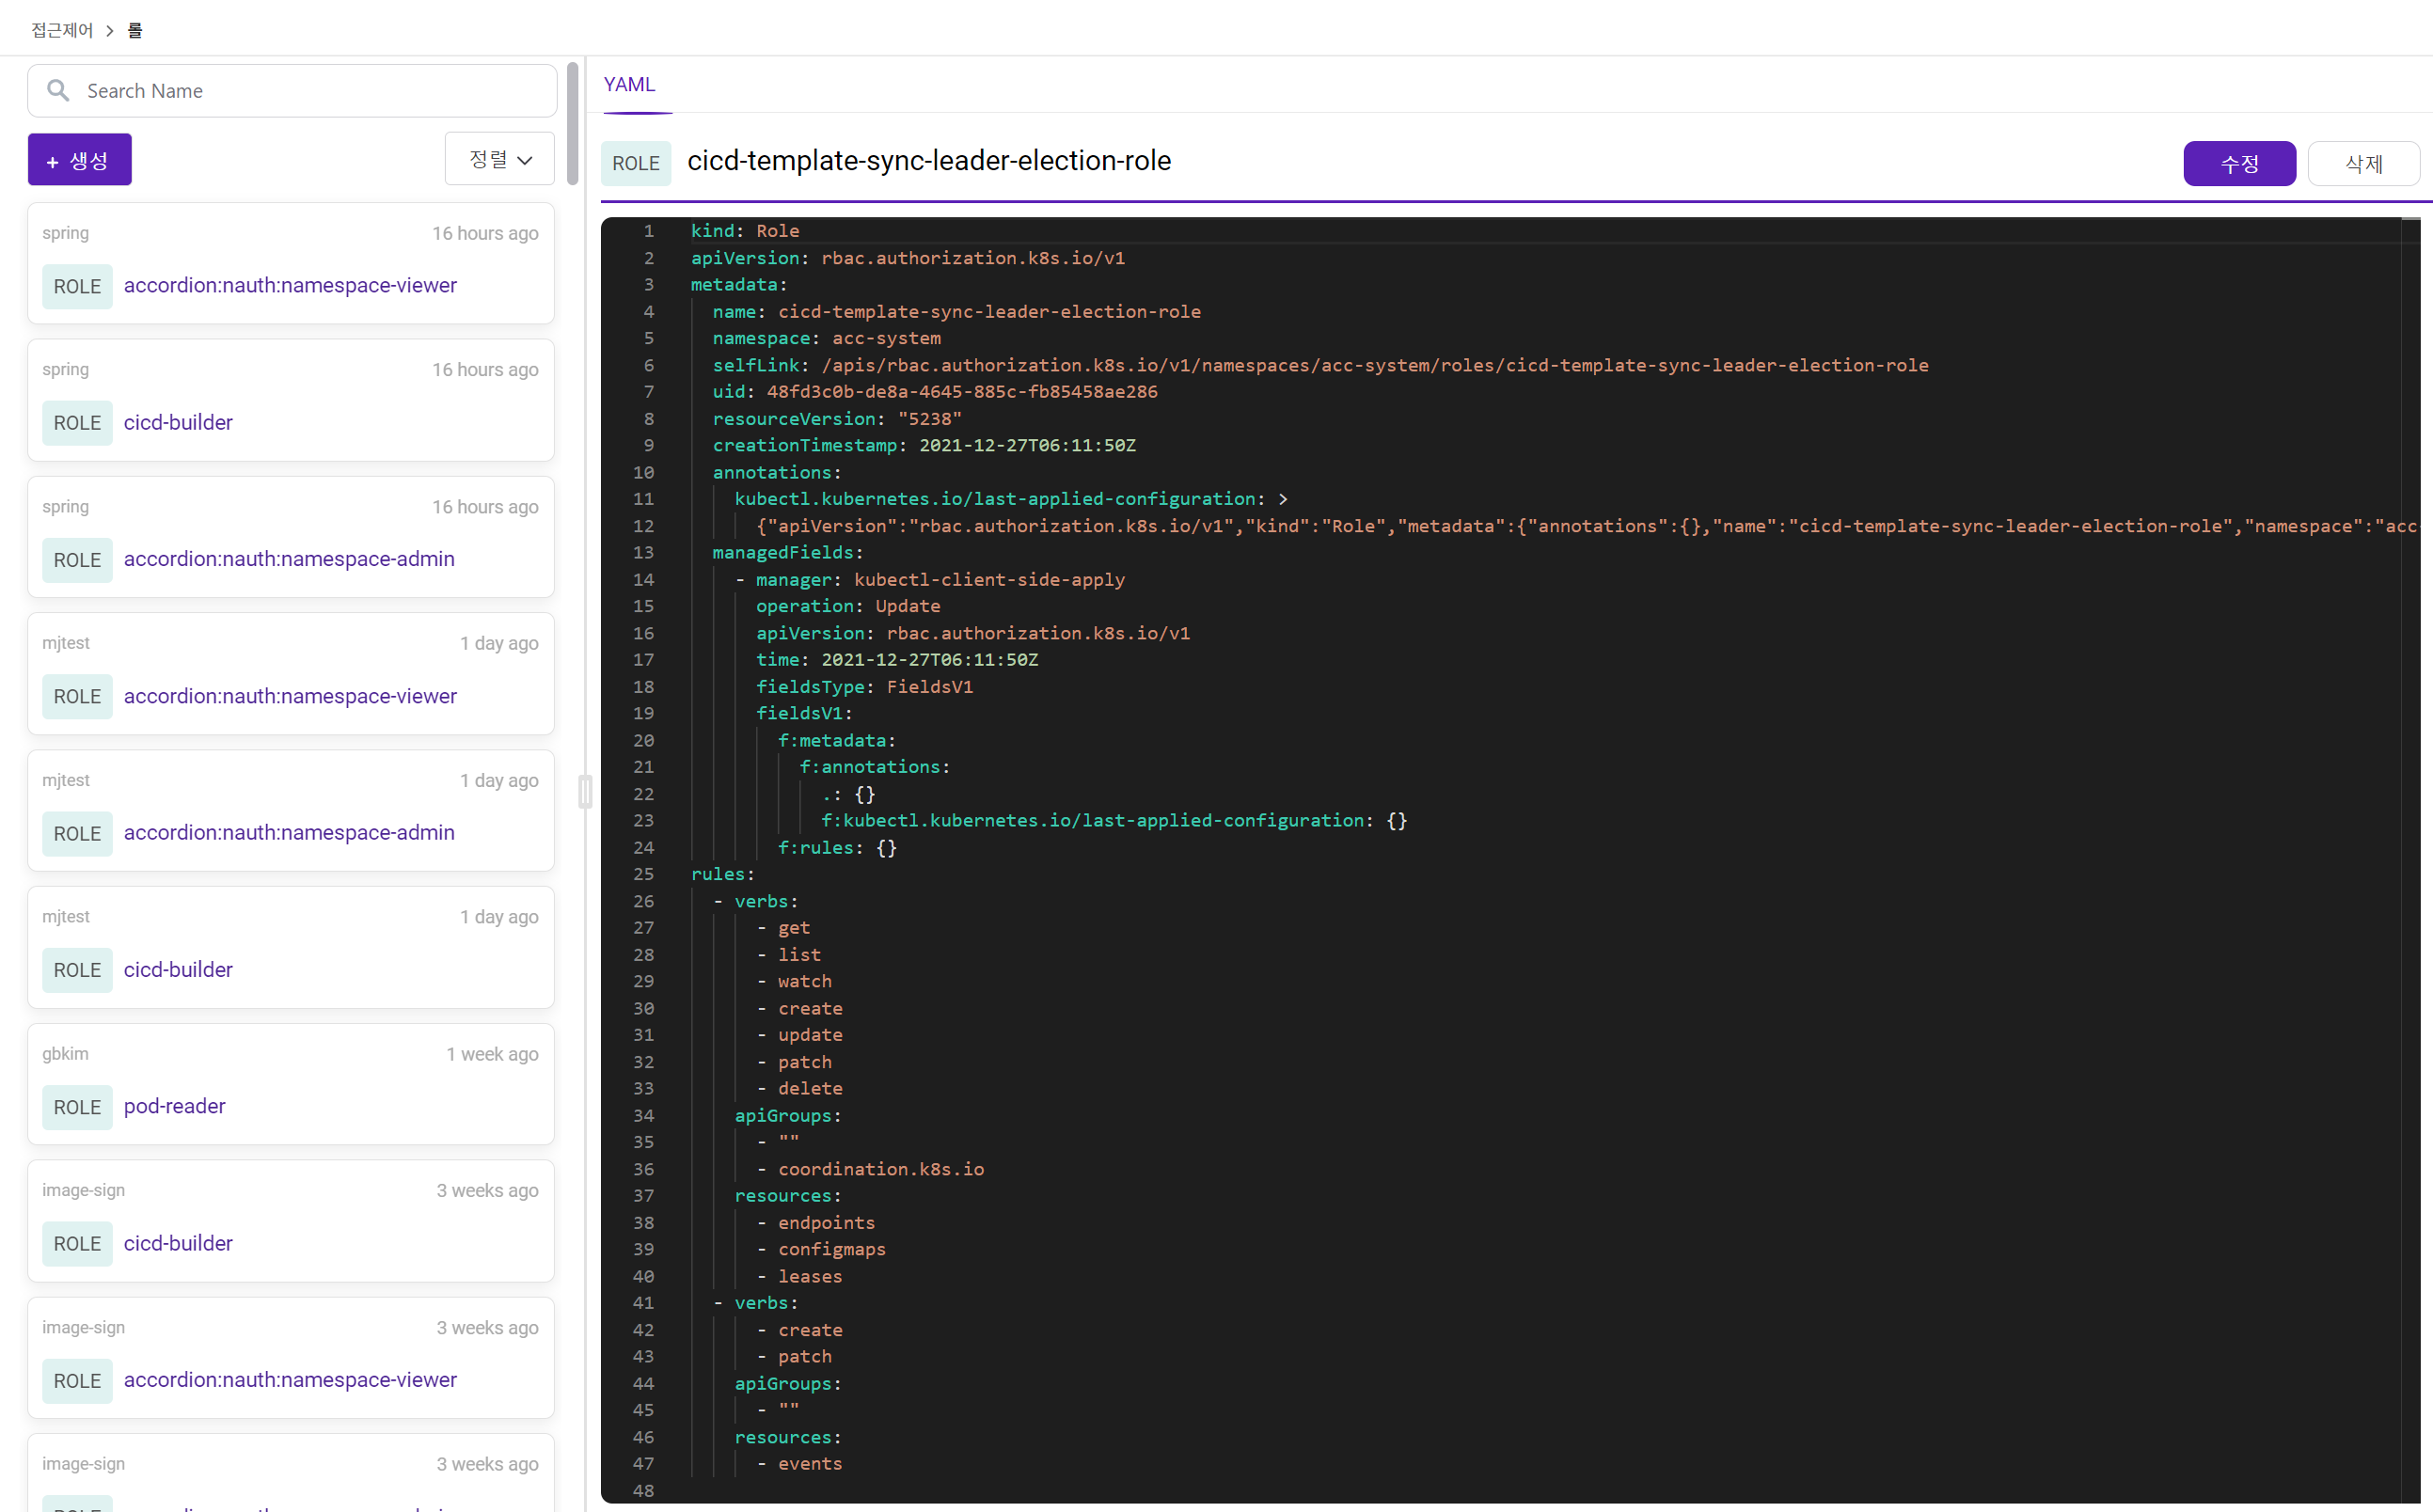 접근제어 > 롤
Search Name
+ 생성
정렬
spring 16 hours ago
ROLE accordion:nauth:namespace-viewer
spring 16 hours ago
ROLE cicd-builder
spring 16 hours ago
ROLE accordion:nauth:namespace-admin
mjtest 1 day ago
ROLE accordion:nauth:namespace-viewer
mjtest 1 day ago
ROLE accordion:nauth:namespace-admin
mjtest 1 day ago
ROLE cicd-builder
gbkim 1 week ago
ROLE pod-reader
image-sign 3 weeks ago
ROLE cicd-builder
image-sign 3 weeks ago
ROLE accordion:nauth:namespace-viewer
image-sign 3 weeks ago
YAML
ROLE cicd-template-sync-leader-election-role
수정
삭제
1 kind: Role
2 apiVersion: rbac.authorization.k8s.io/v1
3 metadata:
4 name: cicd-template-sync-leader-election-role
5 namespace: acc-system
6 selfLink: /apis/rbac.authorization.k8s.io/v1/namespaces/acc-system/roles/cicd-template-sync-leader-election-role
7 uid: 48fd3c0b-de8a-4645-885c-fb85458ae286
8 resourceVersion: "5238"
9 creationTimestamp: 2021-12-27T06:11:50Z
10 annotations:
11 kubectl.kubernetes.io/last-applied-configuration: >
12 {"apiVersion":"rbac.authorization.k8s.io/v1","kind":"Role","metadata":{"annotations":{},"name":"cicd-template-sync-leader-election-role","namespace":"acc-
13 managedFields:
14 - manager: kubectl-client-side-apply
15 operation: Update
16 apiVersion: rbac.authorization.k8s.io/v1
17 time: 2021-12-27T06:11:50Z
18 fieldsType: FieldsV1
19 fieldsV1:
20 f:metadata:
21 f:annotations:
22 .: {}
23 f:kubectl.kubernetes.io/last-applied-configuration: {}
24 f:rules: {}
25 rules:
26 - verbs:
27 - get
28 - list
29 - watch
30 - create
31 - update
32 - patch
33 - delete
34 apiGroups:
35 - ""
36 - coordination.k8s.io
37 resources:
38 - endpoints
39 - configmaps
40 - leases
41 - verbs:
42 - create
43 - patch
44 apiGroups:
45 - ""
46 resources:
47 - events
48